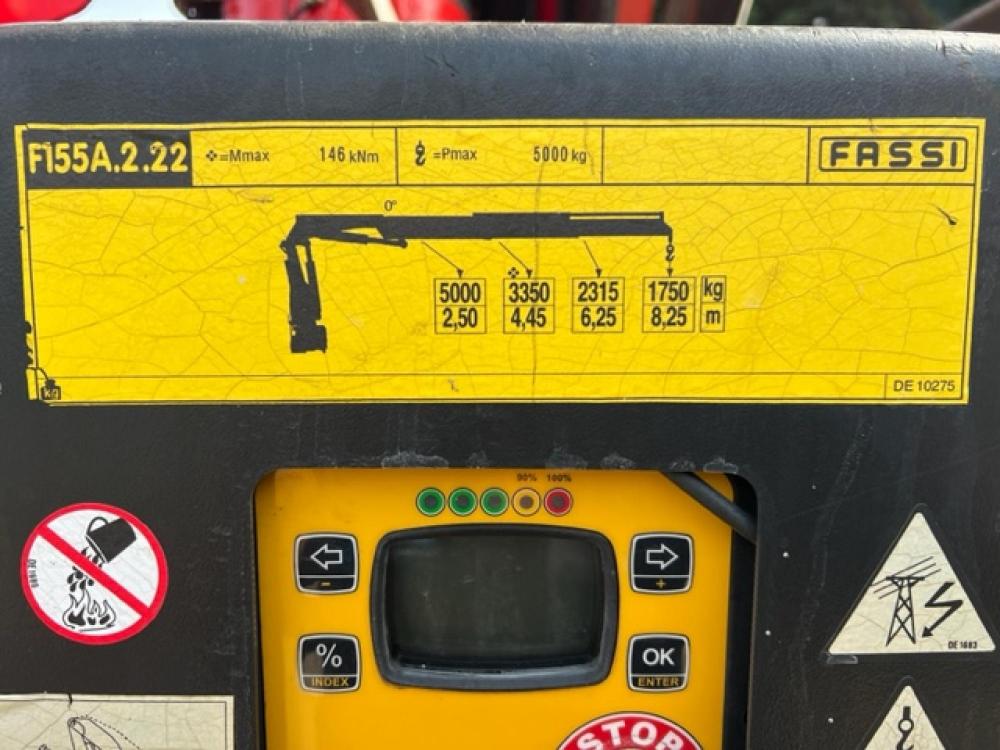 F155A.2.22
=Mmax 146 kNm
=Pmax 5000 kg
FASSI
0°
5000 3350 2315 1750 kg
2,50 4,45 6,25 8,25 m
kg
DE 10275
90% 100%
-
+
%
INDEX
OK
ENTER
DE 1683
STOP